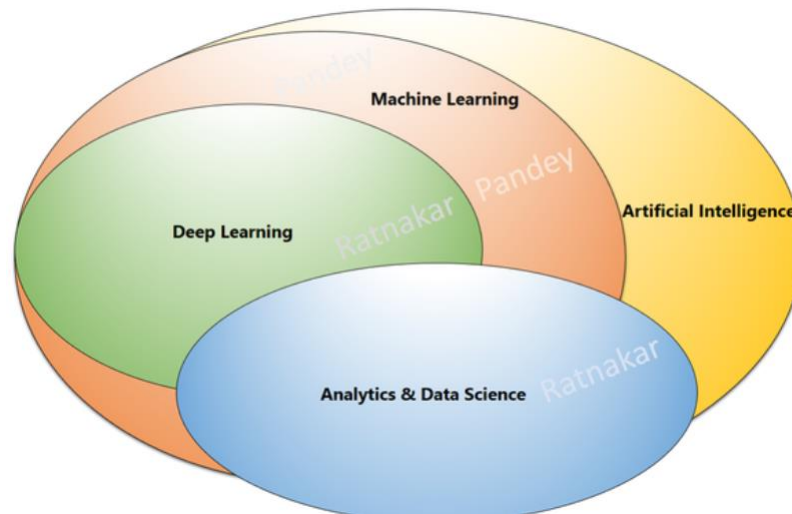 Pandey
Machine Learning
Ratnakar Pandey
Artificial Intelligence
Deep Learning
Analytics & Data Science
Ratnakar